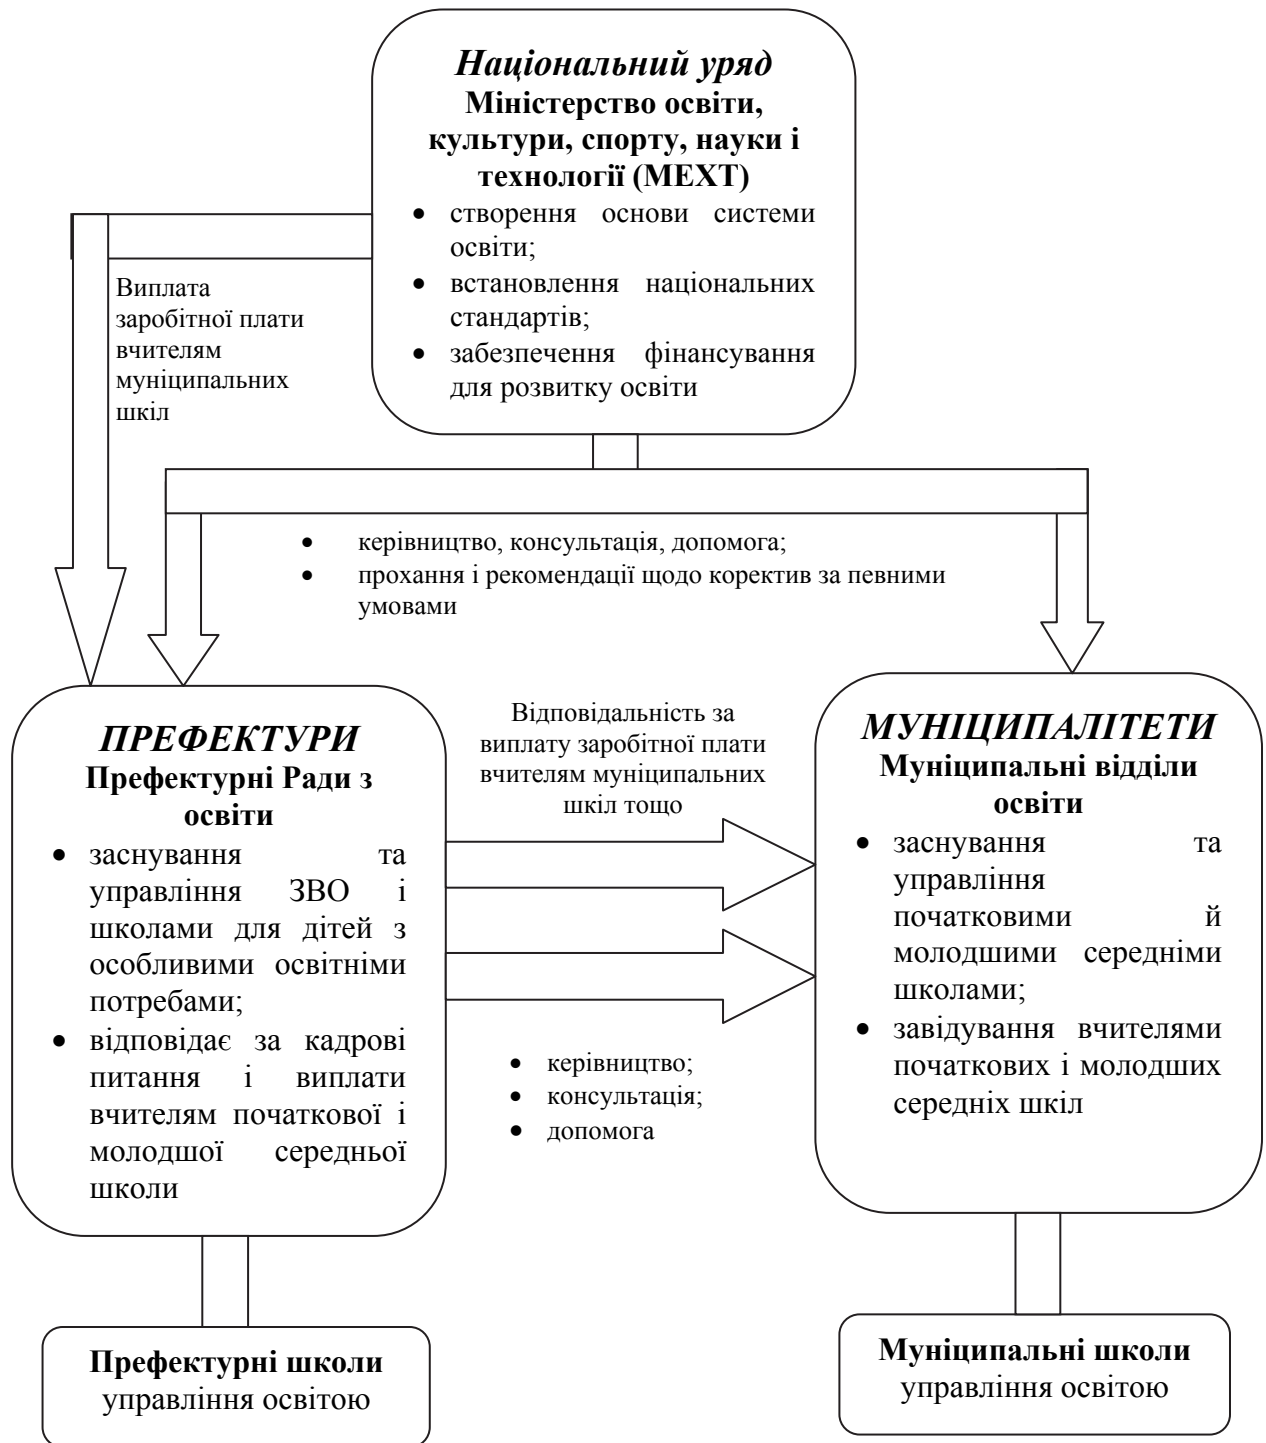 Національний уряд
Міністерство освіти,
культури, спорту, науки і
технології (МЕХТ)
• створення основи системи
освіти;
• встановлення національних
стандартів;
• забезпечення фінансування
для розвитку освіти
Виплата
заробітної плати
вчителям
муніципальних
шкіл
• керівництво, консультація, допомога;
• прохання і рекомендації щодо коректив за певними
умовами
ПРЕФЕКТУРИ
Префектурні Ради з
освіти
• заснування та
управління ЗВО і
школами для дітей з
особливими освітніми
потребами;
• відповідає за кадрові
питання і виплати
вчителям початкової і
молодшої середньої
школи
Відповідальність за
виплату заробітної плати
вчителям муніципальних
шкіл тощо
• керівництво;
• консультація;
• допомога
МУНІЦИПАЛІТЕТИ
Муніципальні відділи
освіти
• заснування та
управління
початковими й
молодшими середніми
школами;
• завідування вчителями
початкових і молодших
середніх шкіл
Префектурні школи
управління освітою
Муніципальні школи
управління освітою